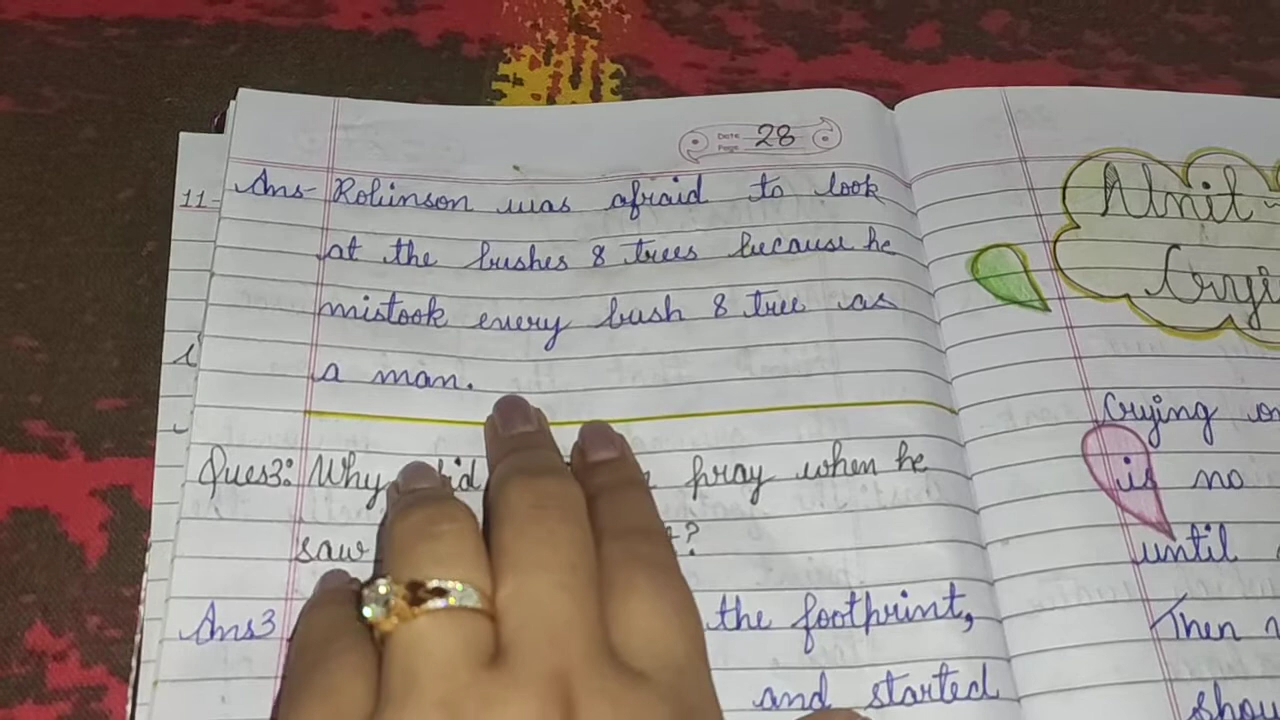 Date
Page 28
11-
Ans- Robinson was afraid to look
at the bushes & trees because he
mistook every bush & tree as
a man.
Ques3: Why did pray when he
saw ?
Ans3 the footprint,
and started
Unit-
Cryi
Crying
is no
until
Then